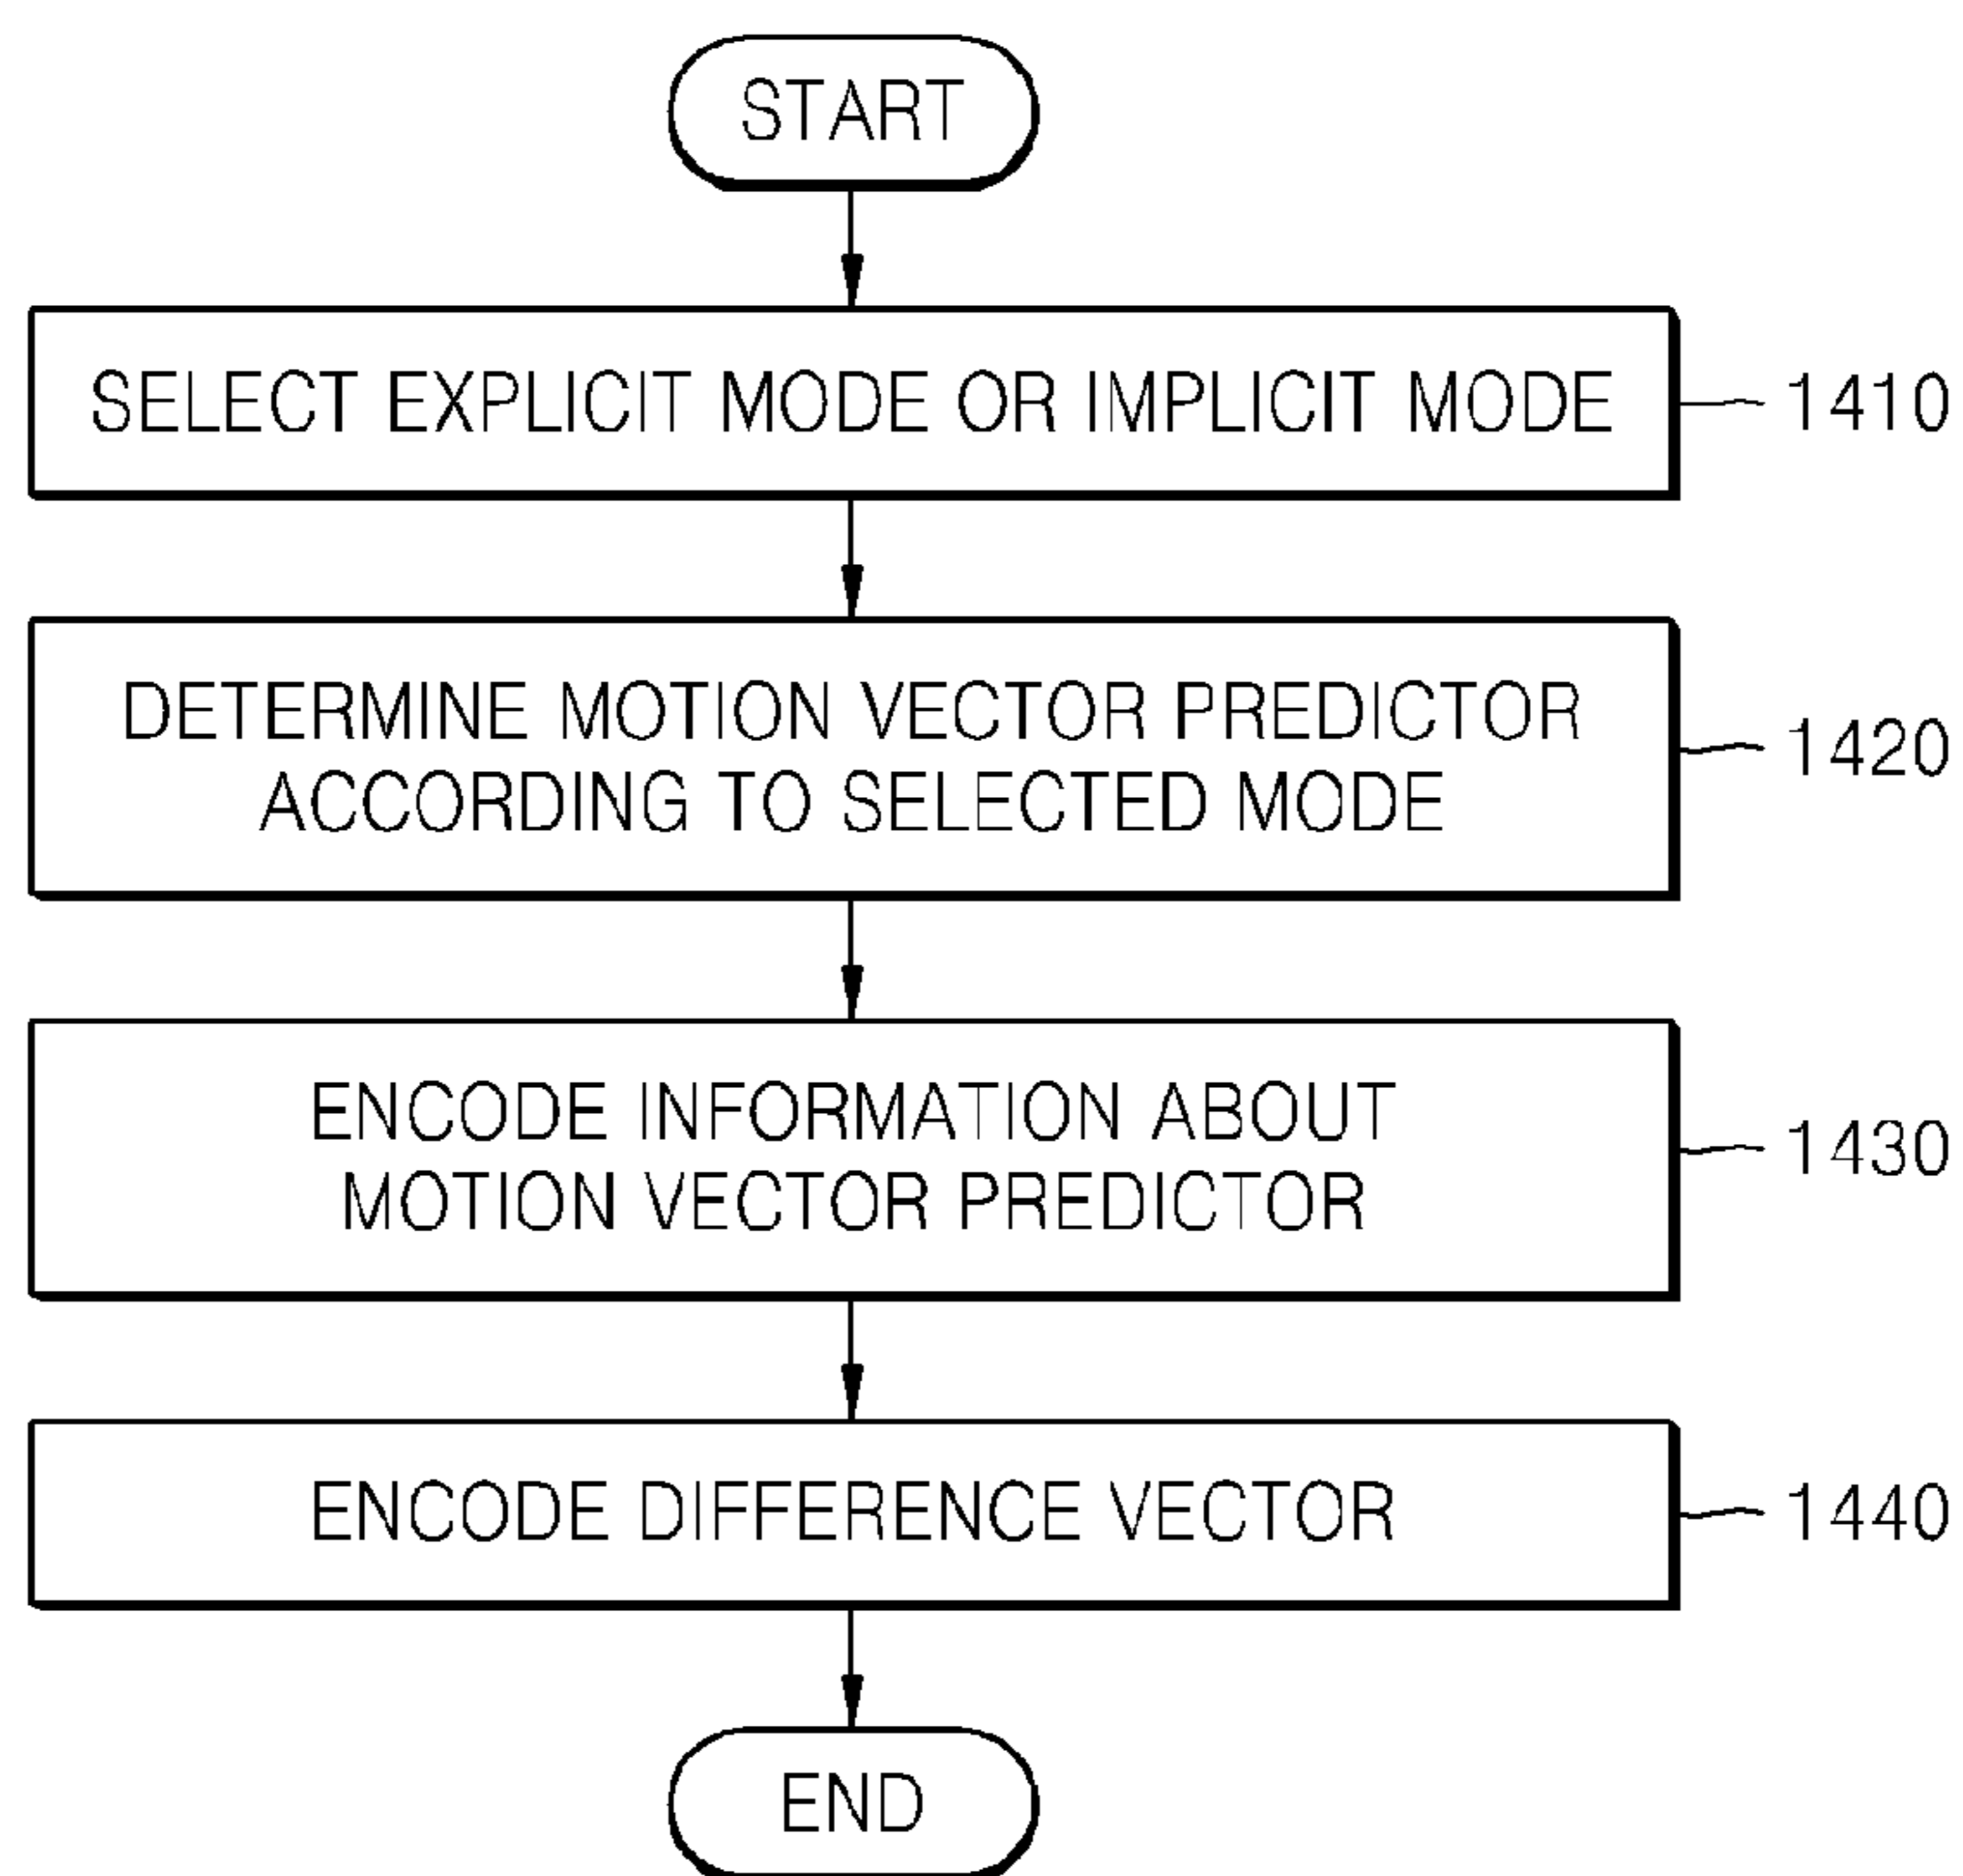 START
SELECT EXPLICIT MODE OR IMPLICIT MODE
1410
DETERMINE MOTION VECTOR PREDICTOR
ACCORDING TO SELECTED MODE
1420
ENCODE INFORMATION ABOUT
MOTION VECTOR PREDICTOR
1430
ENCODE DIFFERENCE VECTOR
1440
END